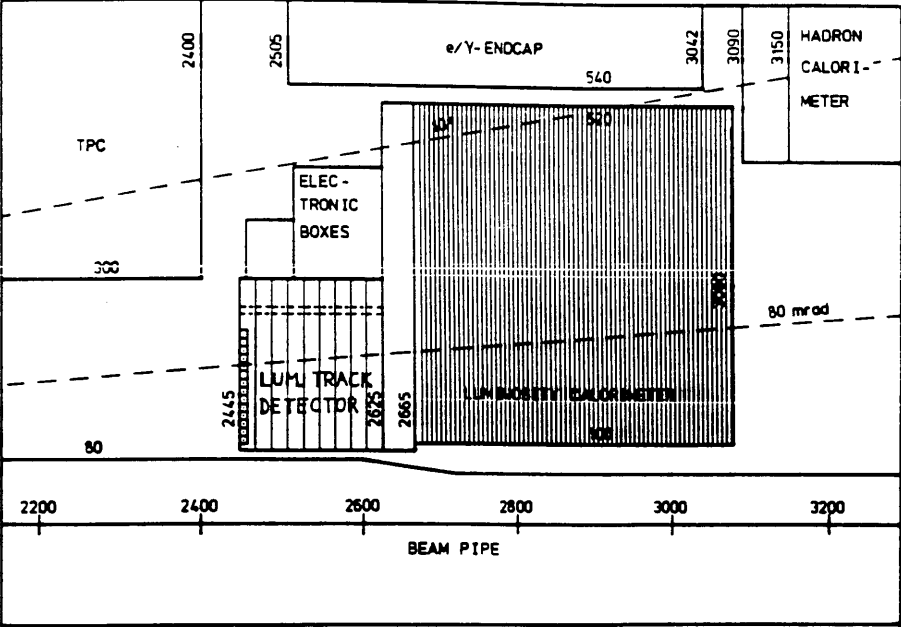 2400
2505
e/γ-ENDCAP
3042
3090
3150
HADRON
CALORI-
METER
540
520
TPC
ELEC-
TRONIC
BOXES
80 mrad
LUM. TRACK
DETECTOR
2445
2625
2665
LUMINOSITY CALORIMETER
80
2200
2400
2600
2800
3000
3200
BEAM PIPE